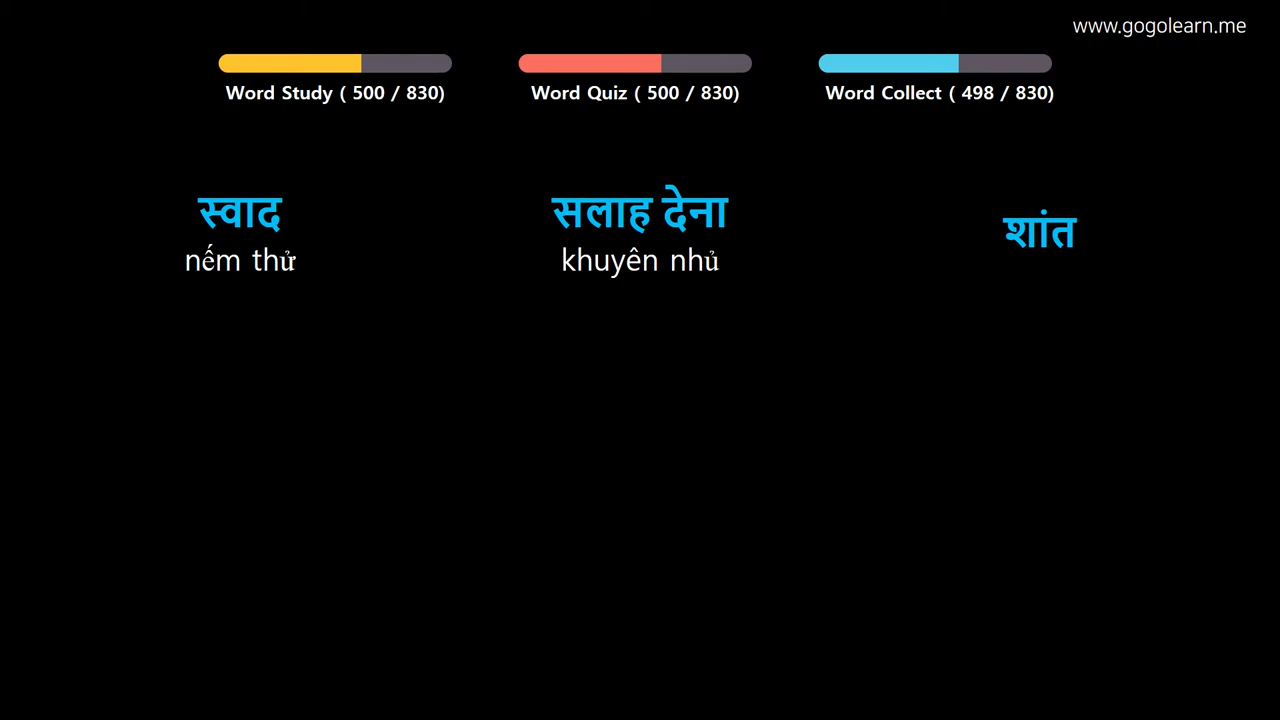 www.gogolearn.me
Word Study ( 500 / 830)
Word Quiz ( 500 / 830)
Word Collect ( 498 / 830)
स्वाद
nếm thử
सलाह देना
khuyên nhủ
शांत